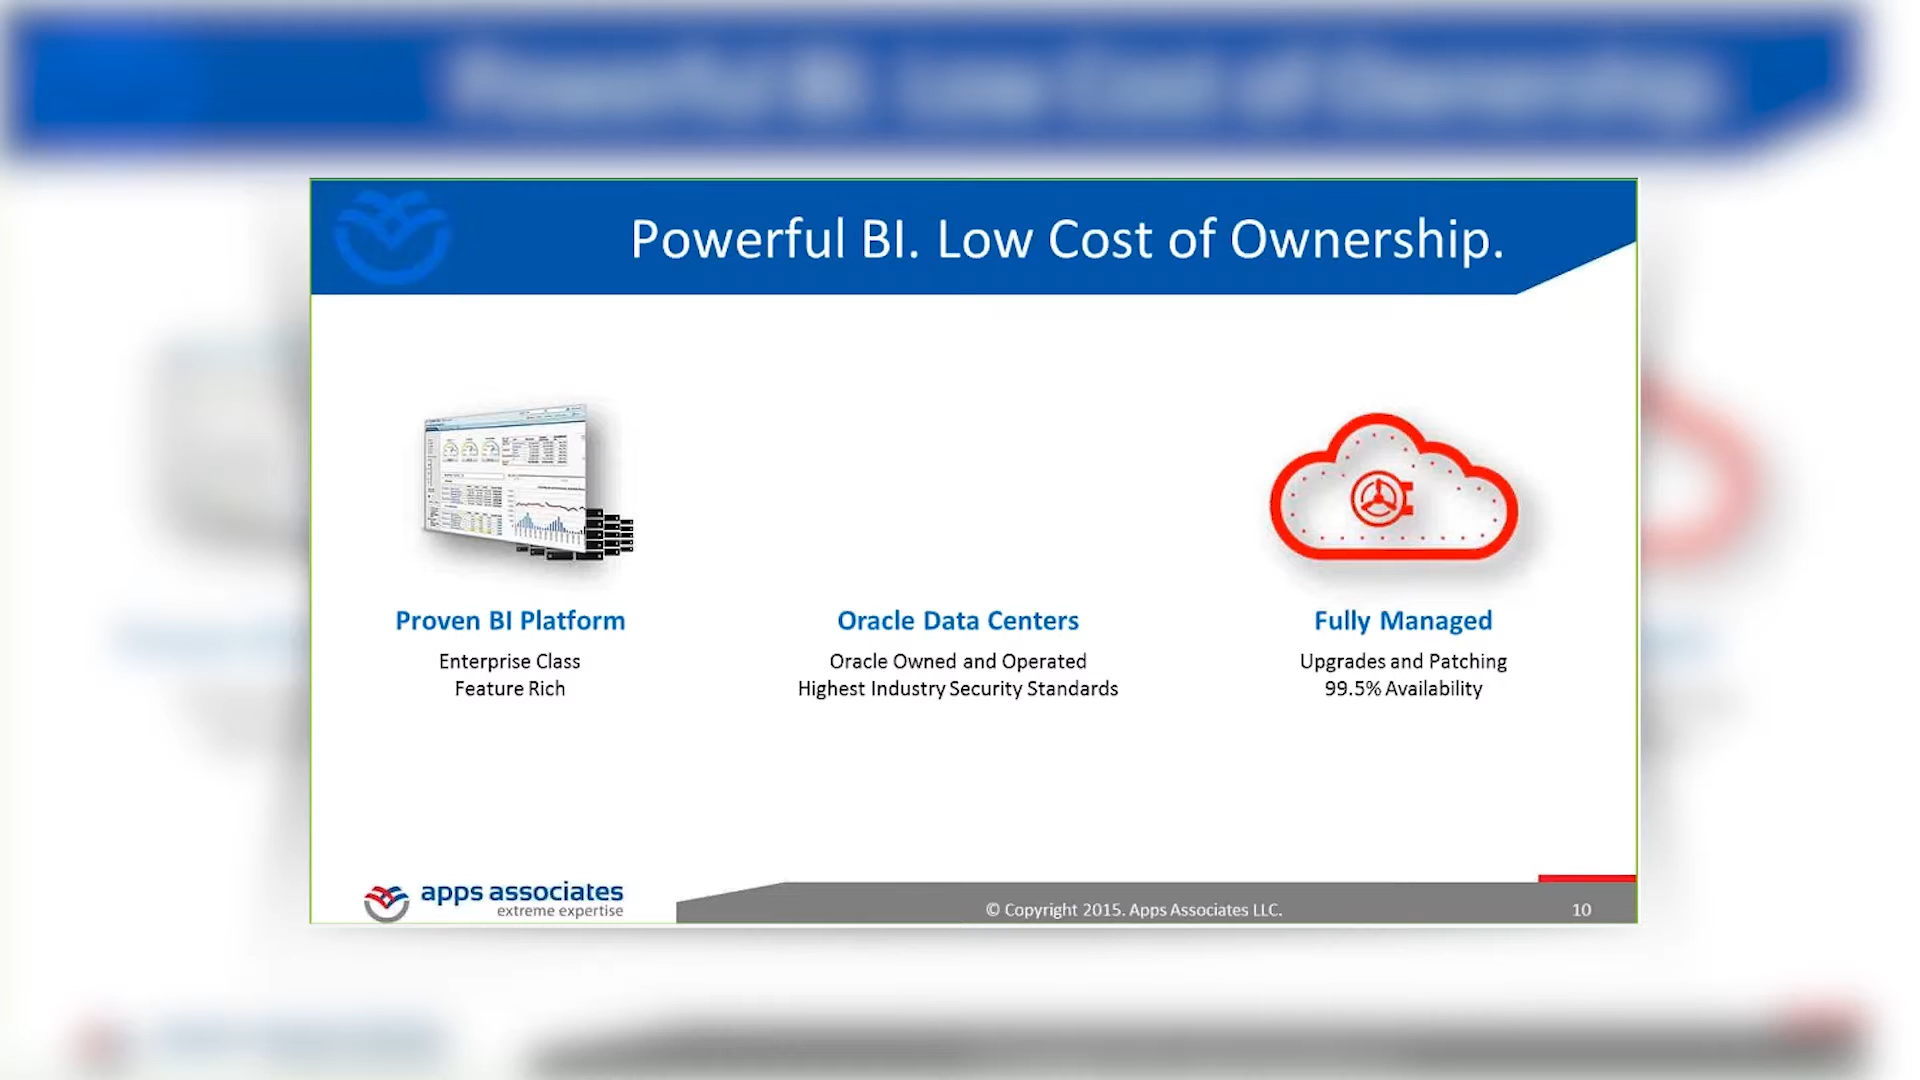 Powerful BI. Low Cost of Ownership.
Proven BI Platform
Enterprise Class
Feature Rich
Oracle Data Centers
Oracle Owned and Operated
Highest Industry Security Standards
Fully Managed
Upgrades and Patching
99.5% Availability
apps associates
extreme expertise
© Copyright 2015. Apps Associates LLC.
10